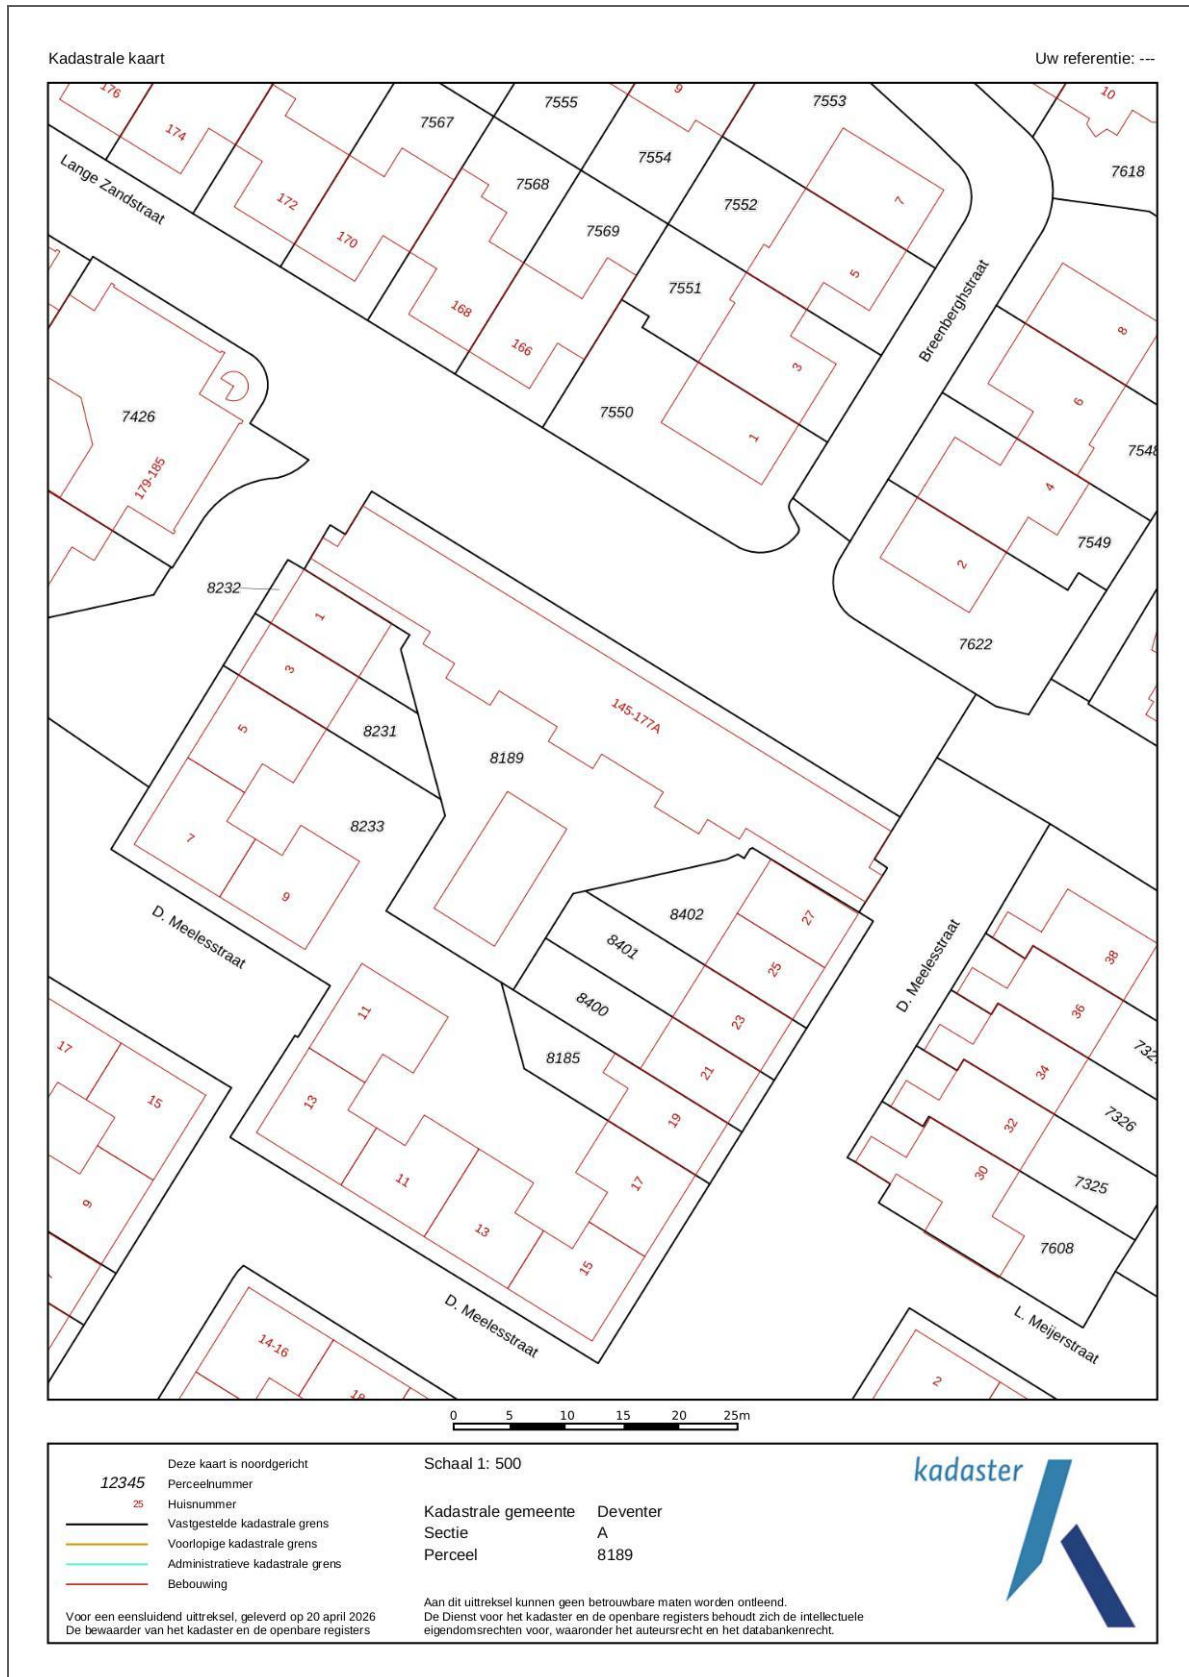 Kadastrale kaart
Uw referentie: ---
176
174
172
170
168
166
Lange Zandstraat
7567
7555
9
7553
10
7554
7618
7568
7552
7
7569
5
7551
Breenberghstraat
8
3
6
7550
1
7548
7426
179-185
4
7549
2
7622
8232
1
3
5
8231
145-177A
8189
8233
7
9
8402
27
8401
25
D. Meelesstraat
D. Meelesstraat
38
8400
23
36
11
8185
21
34
17
15
13
19
32
7326
11
17
30
7325
9
13
7608
15
D. Meelesstraat
L. Meijerstraat
14-16
18
2
0 5 10 15 20 25m
Deze kaart is noordgericht
12345 Perceelnummer
25 Huisnummer
Vastgestelde kadastrale grens
Voorlopige kadastrale grens
Administratieve kadastrale grens
Bebouwing
Voor een eensluidend uittreksel, geleverd op 20 april 2026
De bewaarder van het kadaster en de openbare registers
Schaal 1: 500
Kadastrale gemeente Deventer
Sectie A
Perceel 8189
Aan dit uittreksel kunnen geen betrouwbare maten worden ontleend.
De Dienst voor het kadaster en de openbare registers behoudt zich de intellectuele
eigendomsrechten voor, waaronder het auteursrecht en het databankenrecht.
kadaster